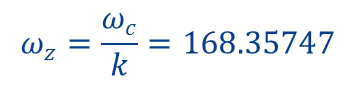 ω_z = ω_c / k = 168.35747